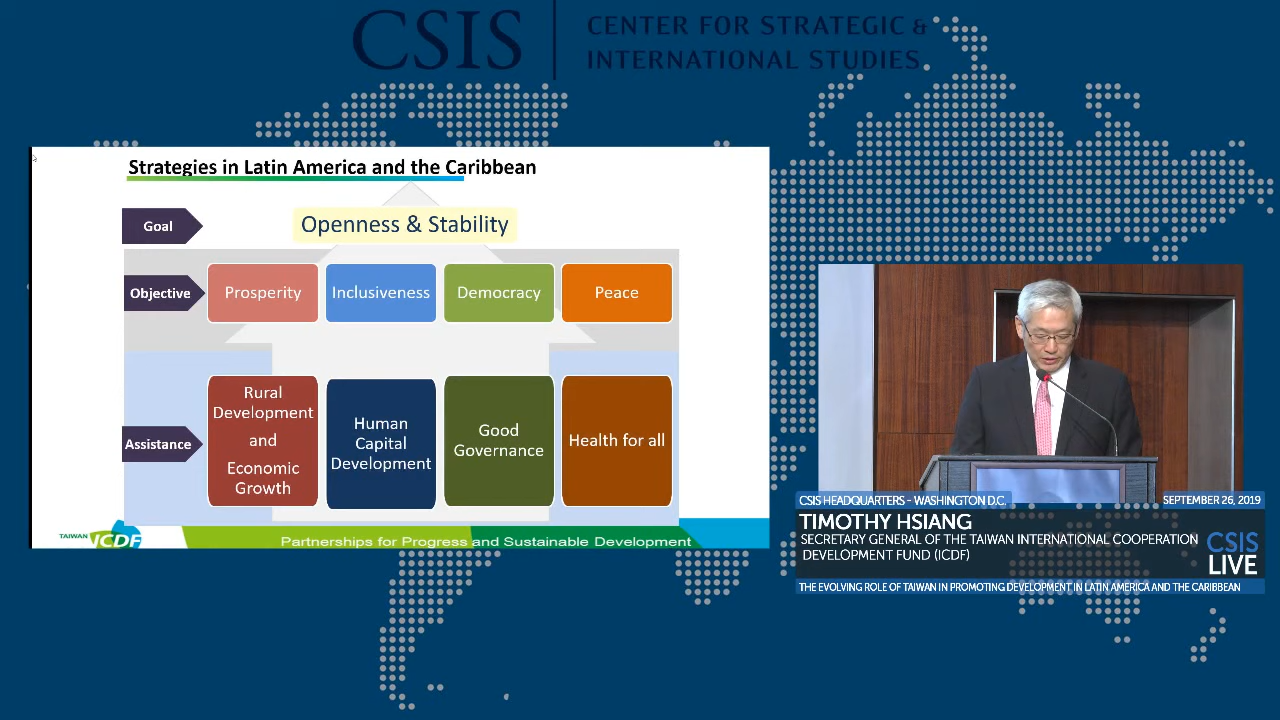 CSIS
CENTER FOR STRATEGIC &
INTERNATIONAL STUDIES
Strategies in Latin America and the Caribbean
Goal
Openness & Stability
Objective
Prosperity
Inclusiveness
Democracy
Peace
Assistance
Rural
Development
and
Economic
Growth
Human
Capital
Development
Good
Governance
Health for all
TAIWAN
ICDF
Partnerships for Progress and Sustainable Development
CSIS HEADQUARTERS - WASHINGTON D.C.
SEPTEMBER 26, 2019
TIMOTHY HSIANG
SECRETARY GENERAL OF THE TAIWAN INTERNATIONAL COOPERATION
DEVELOPMENT FUND (ICDF)
CSIS
LIVE
THE EVOLVING ROLE OF TAIWAN IN PROMOTING DEVELOPMENT IN LATIN AMERICA AND THE CARIBBEAN